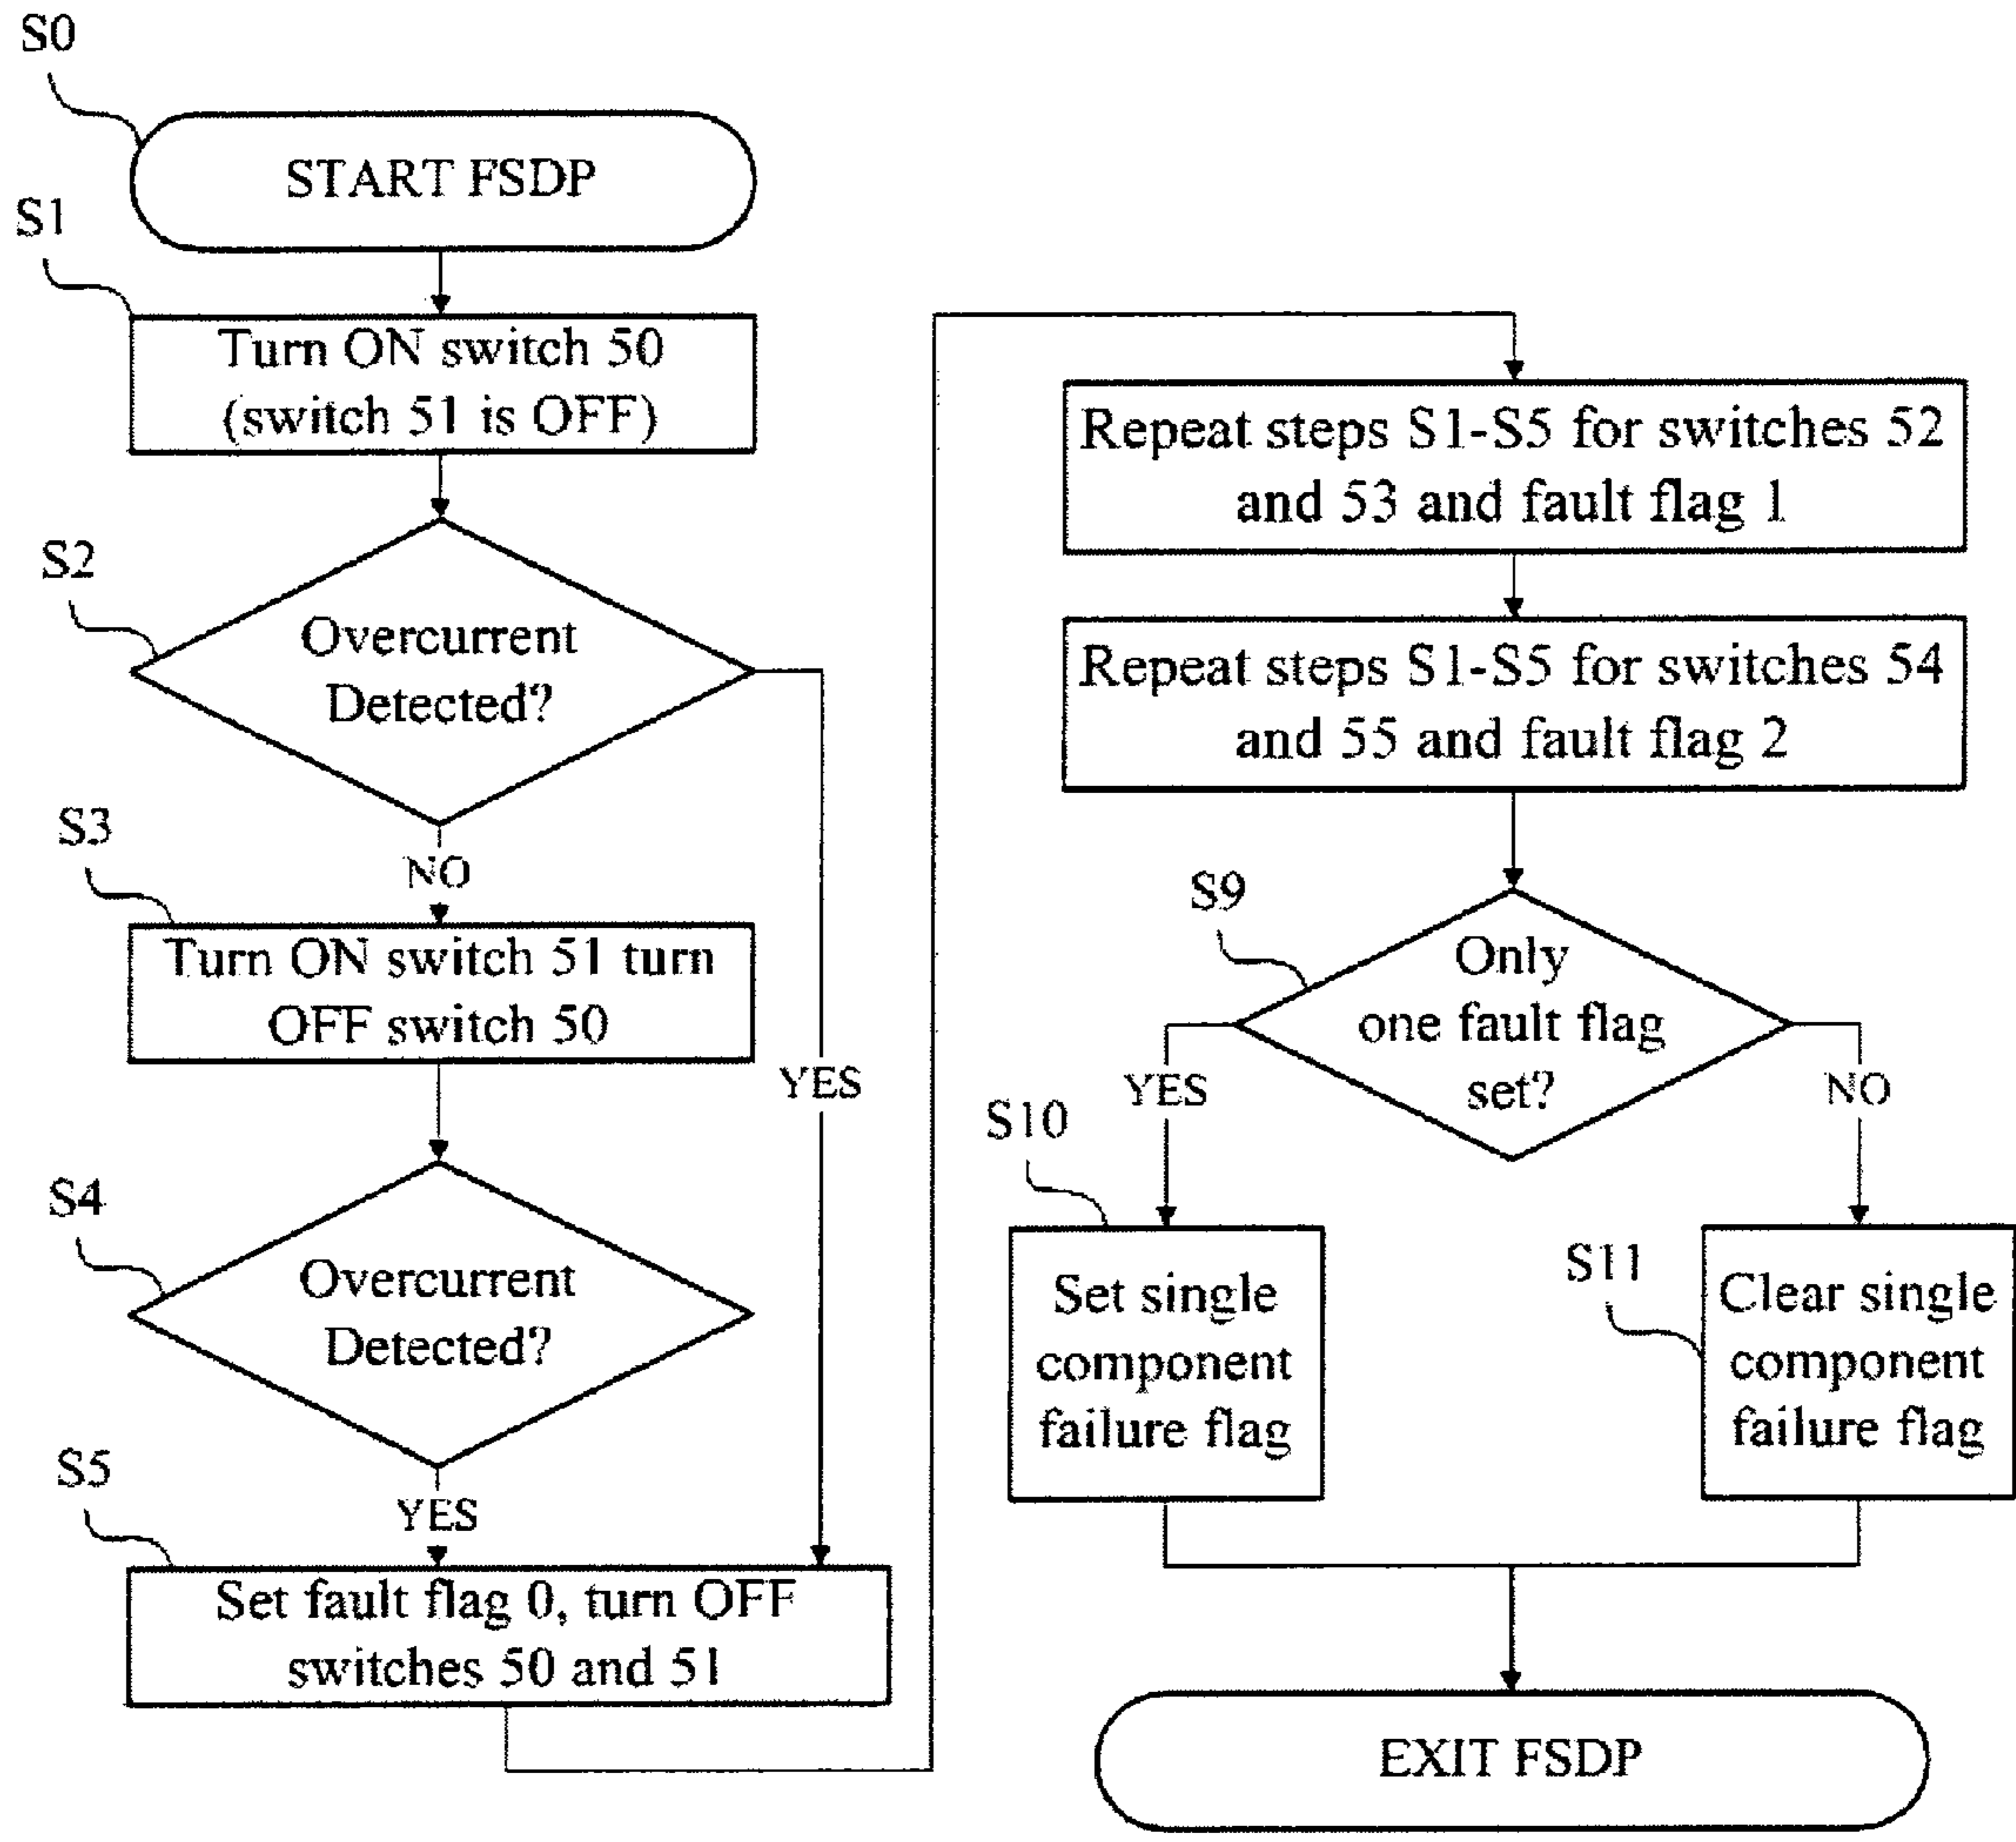 S0
START FSDP
S1
Turn ON switch 50
(switch 51 is OFF)
S2
Overcurrent
Detected?
NO
YES
S3
Turn ON switch 51 turn
OFF switch 50
S4
Overcurrent
Detected?
YES
S5
Set fault flag 0, turn OFF
switches 50 and 51
Repeat steps S1-S5 for switches 52
and 53 and fault flag 1
Repeat steps S1-S5 for switches 54
and 55 and fault flag 2
S9
Only
one fault flag
set?
YES
NO
S10
Set single
component
failure flag
S11
Clear single
component
failure flag
EXIT FSDP